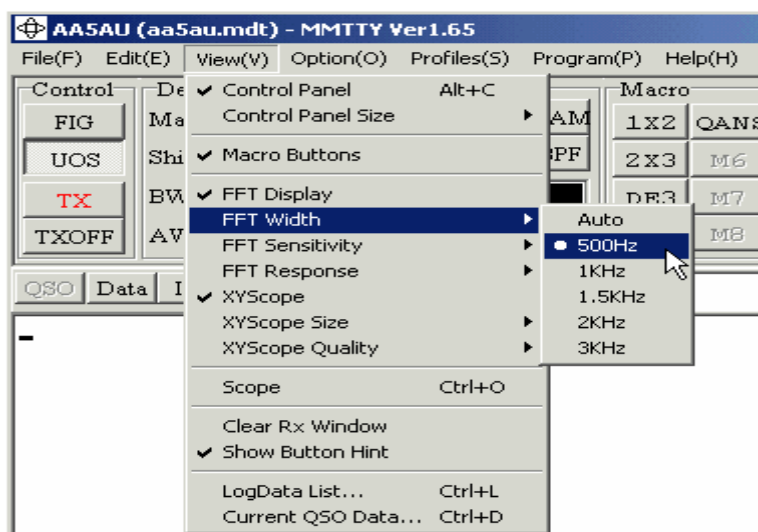 AA5AU (aa5au.mdt) - MMTTY Ver1.65
File(F) Edit(E) View(V) Option(O) Profiles(S) Program(P) Help(H)
Control
FIG
UOS
TX
TXOFF
Control Panel Alt+C
Control Panel Size
Macro Buttons
FFT Display
FFT Width
FFT Sensitivity
FFT Response
XYScope
XYScope Size
XYScope Quality
Scope Ctrl+O
Clear Rx Window
Show Button Hint
LogData List... Ctrl+L
Current QSO Data... Ctrl+D
Auto
500Hz
1KHz
1.5KHz
2KHz
3KHz
Macro
1X2 QANS
2X3 M6
DE3 M7
M8
QSO Data